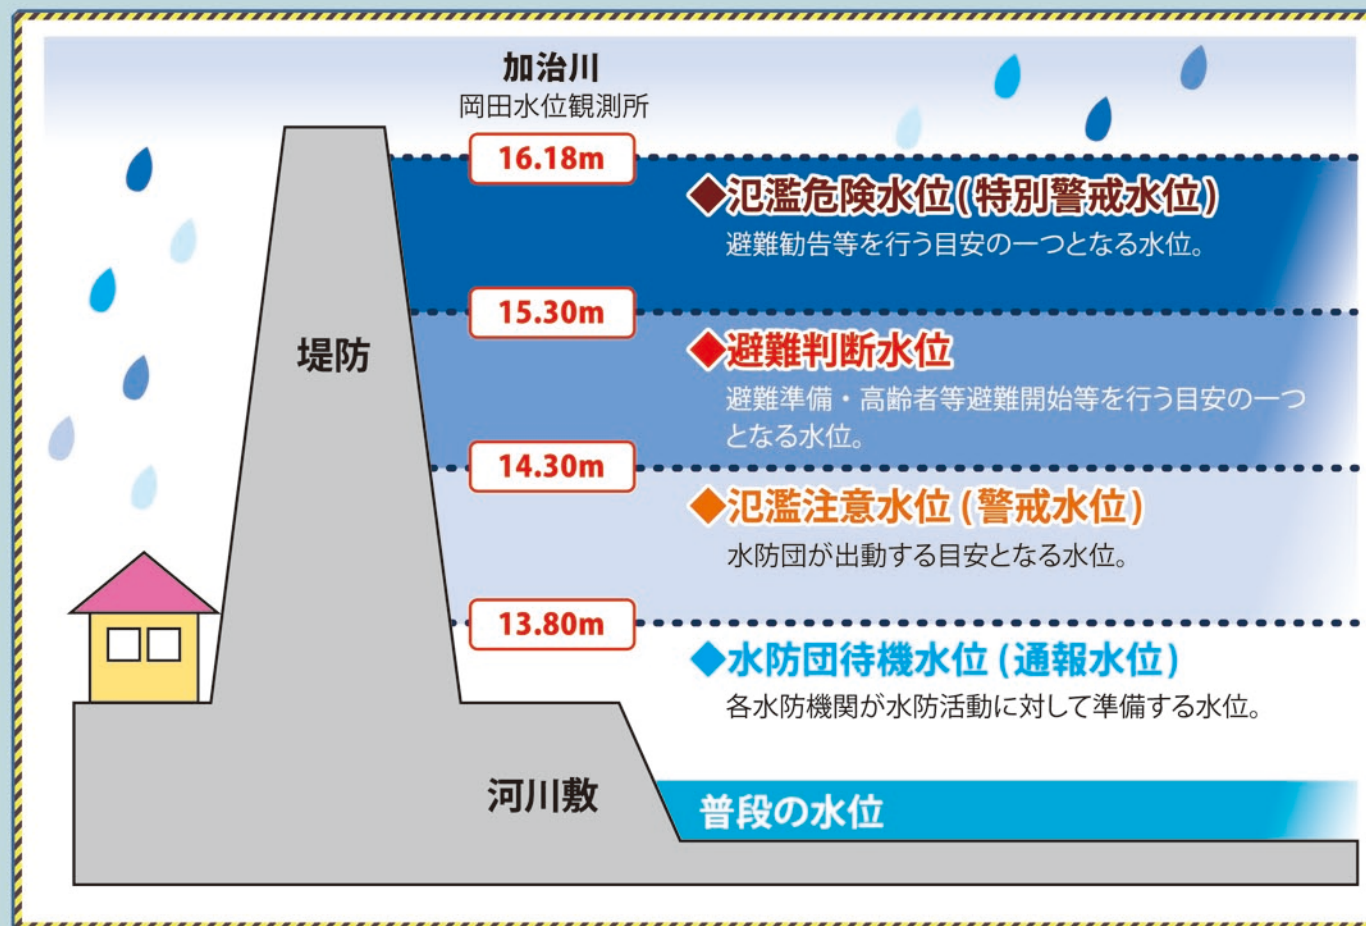 加治川
岡田水位観測所
16.18m
◆氾濫危険水位(特別警戒水位)
避難勧告等を行う目安の一つとなる水位。
15.30m
堤防
◆避難判断水位
避難準備・高齢者等避難開始等を行う目安の一つ
となる水位。
14.30m
◆氾濫注意水位(警戒水位)
水防団が出動する目安となる水位。
13.80m
◆水防団待機水位(通報水位)
各水防機関が水防活動に対して準備する水位。
河川敷
普段の水位